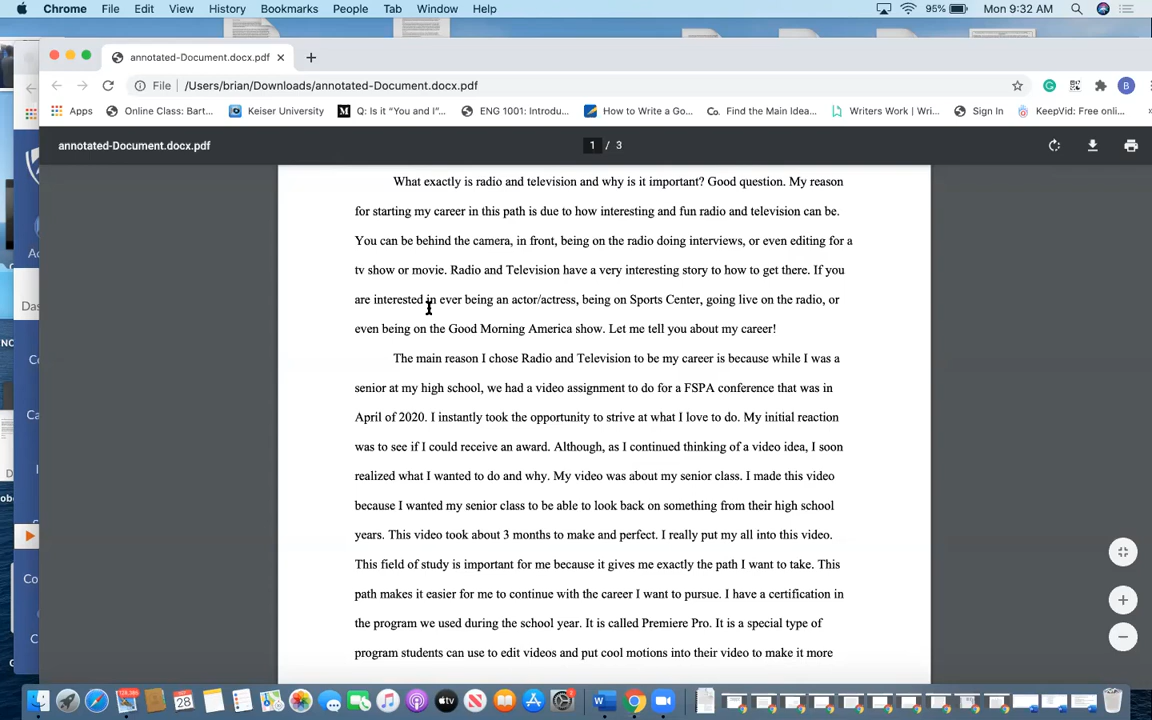 Chrome File Edit View History Bookmarks People Tab Window Help 95% Mon 9:32 AM
annotated-Document.docx.pdf
File /Users/brian/Downloads/annotated-Document.docx.pdf B
Apps Online Class: Bart... Keiser University M Q: Is it "You and I"... ENG 1001: Introdu... How to Write a Go... Co. Find the Main Idea... Writers Work | Wri... Sign In KeepVid: Free onli...
annotated-Document.docx.pdf 1 / 3
What exactly is radio and television and why is it important? Good question. My reason
for starting my career in this path is due to how interesting and fun radio and television can be.
You can be behind the camera, in front, being on the radio doing interviews, or even editing for a
tv show or movie. Radio and Television have a very interesting story to how to get there. If you
are interested in ever being an actor/actress, being on Sports Center, going live on the radio, or
even being on the Good Morning America show. Let me tell you about my career!
The main reason I chose Radio and Television to be my career is because while I was a
senior at my high school, we had a video assignment to do for a FSPA conference that was in
April of 2020. I instantly took the opportunity to strive at what I love to do. My initial reaction
was to see if I could receive an award. Although, as I continued thinking of a video idea, I soon
realized what I wanted to do and why. My video was about my senior class. I made this video
because I wanted my senior class to be able to look back on something from their high school
years. This video took about 3 months to make and perfect. I really put my all into this video.
This field of study is important for me because it gives me exactly the path I want to take. This
path makes it easier for me to continue with the career I want to pursue. I have a certification in
the program we used during the school year. It is called Premiere Pro. It is a special type of
program students can use to edit videos and put cool motions into their video to make it more
Das
Co
28